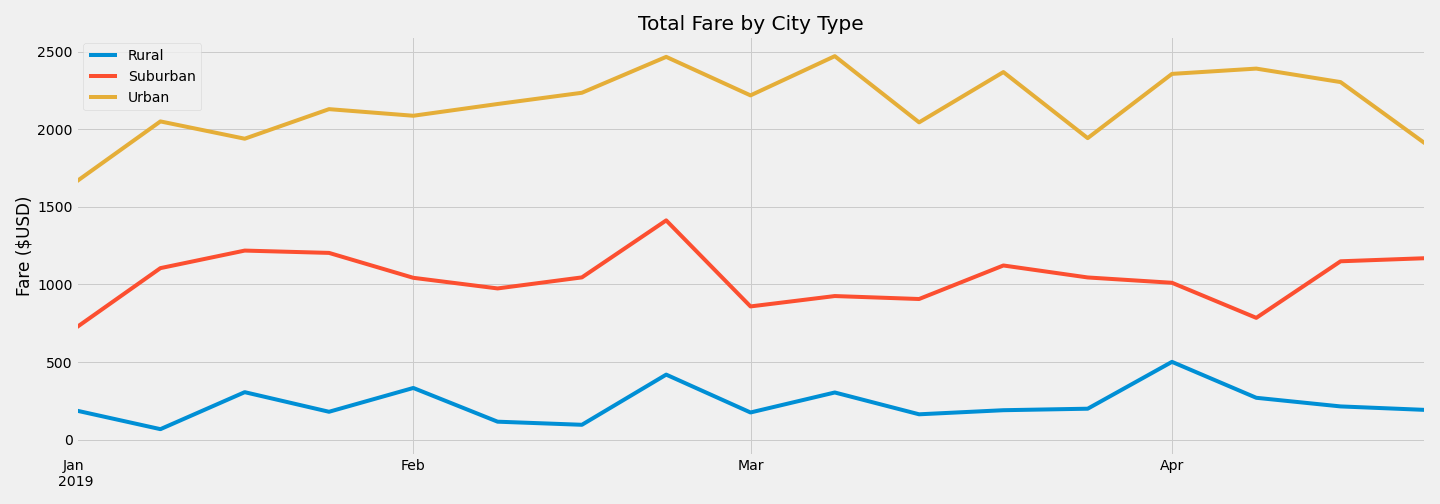 Total Fare by City Type
Rural
Suburban
Urban
Fare ($USD)
2500
2000
1500
1000
500
0
Jan
2019
Feb
Mar
Apr